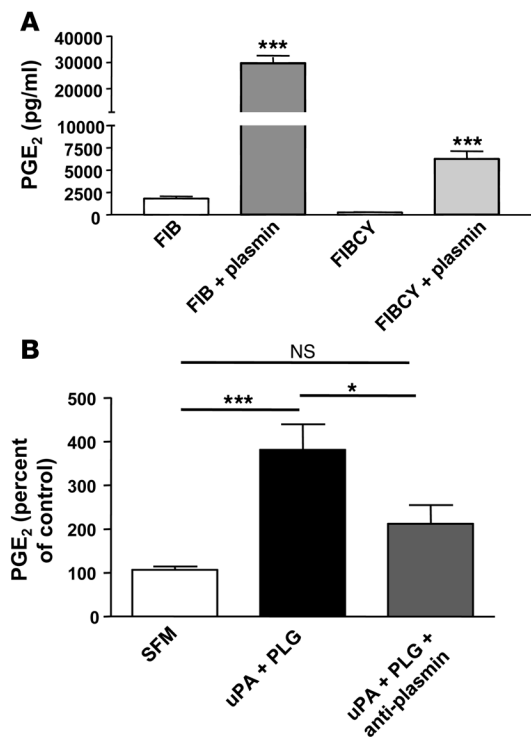 A
PGE2 (pg/ml)
40000
30000
20000
10000
7500
5000
2500
0
***
***
FIB
FIB + plasmin
FIBCY
FIBCY + plasmin
B
NS
***
*
PGE2 (percent
of control)
500
400
300
200
100
0
SFM
uPA + PLG
uPA + PLG +
anti-plasmin